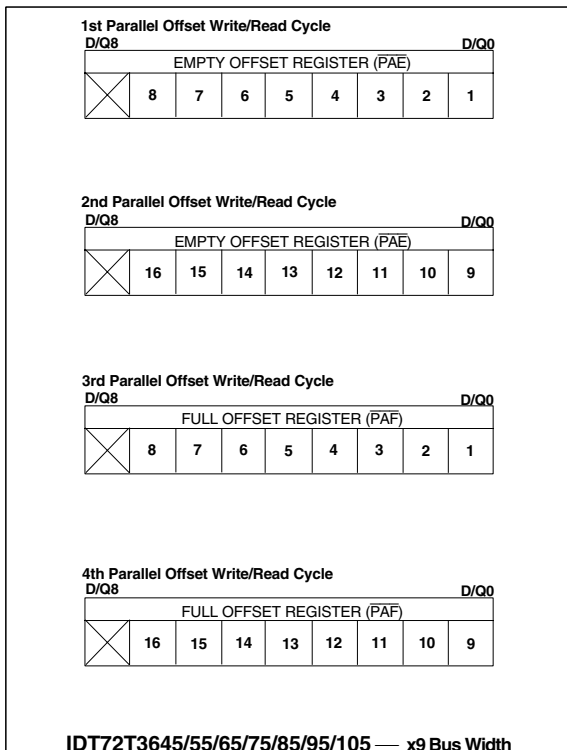 1st Parallel Offset Write/Read Cycle
D/Q8 D/Q0
EMPTY OFFSET REGISTER (PAE)
8 7 6 5 4 3 2 1
2nd Parallel Offset Write/Read Cycle
D/Q8 D/Q0
EMPTY OFFSET REGISTER (PAE)
16 15 14 13 12 11 10 9
3rd Parallel Offset Write/Read Cycle
D/Q8 D/Q0
FULL OFFSET REGISTER (PAF)
8 7 6 5 4 3 2 1
4th Parallel Offset Write/Read Cycle
D/Q8 D/Q0
FULL OFFSET REGISTER (PAF)
16 15 14 13 12 11 10 9
IDT72T3645/55/65/75/85/95/105 — x9 Bus Width